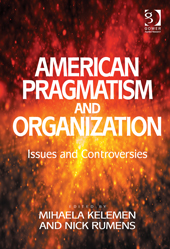 GOWER
AMERICAN
PRAGMATISM
AND
ORGANIZATION
Issues and Controversies
EDITED BY
MIHAELA KELEMEN
AND NICK RUMENS